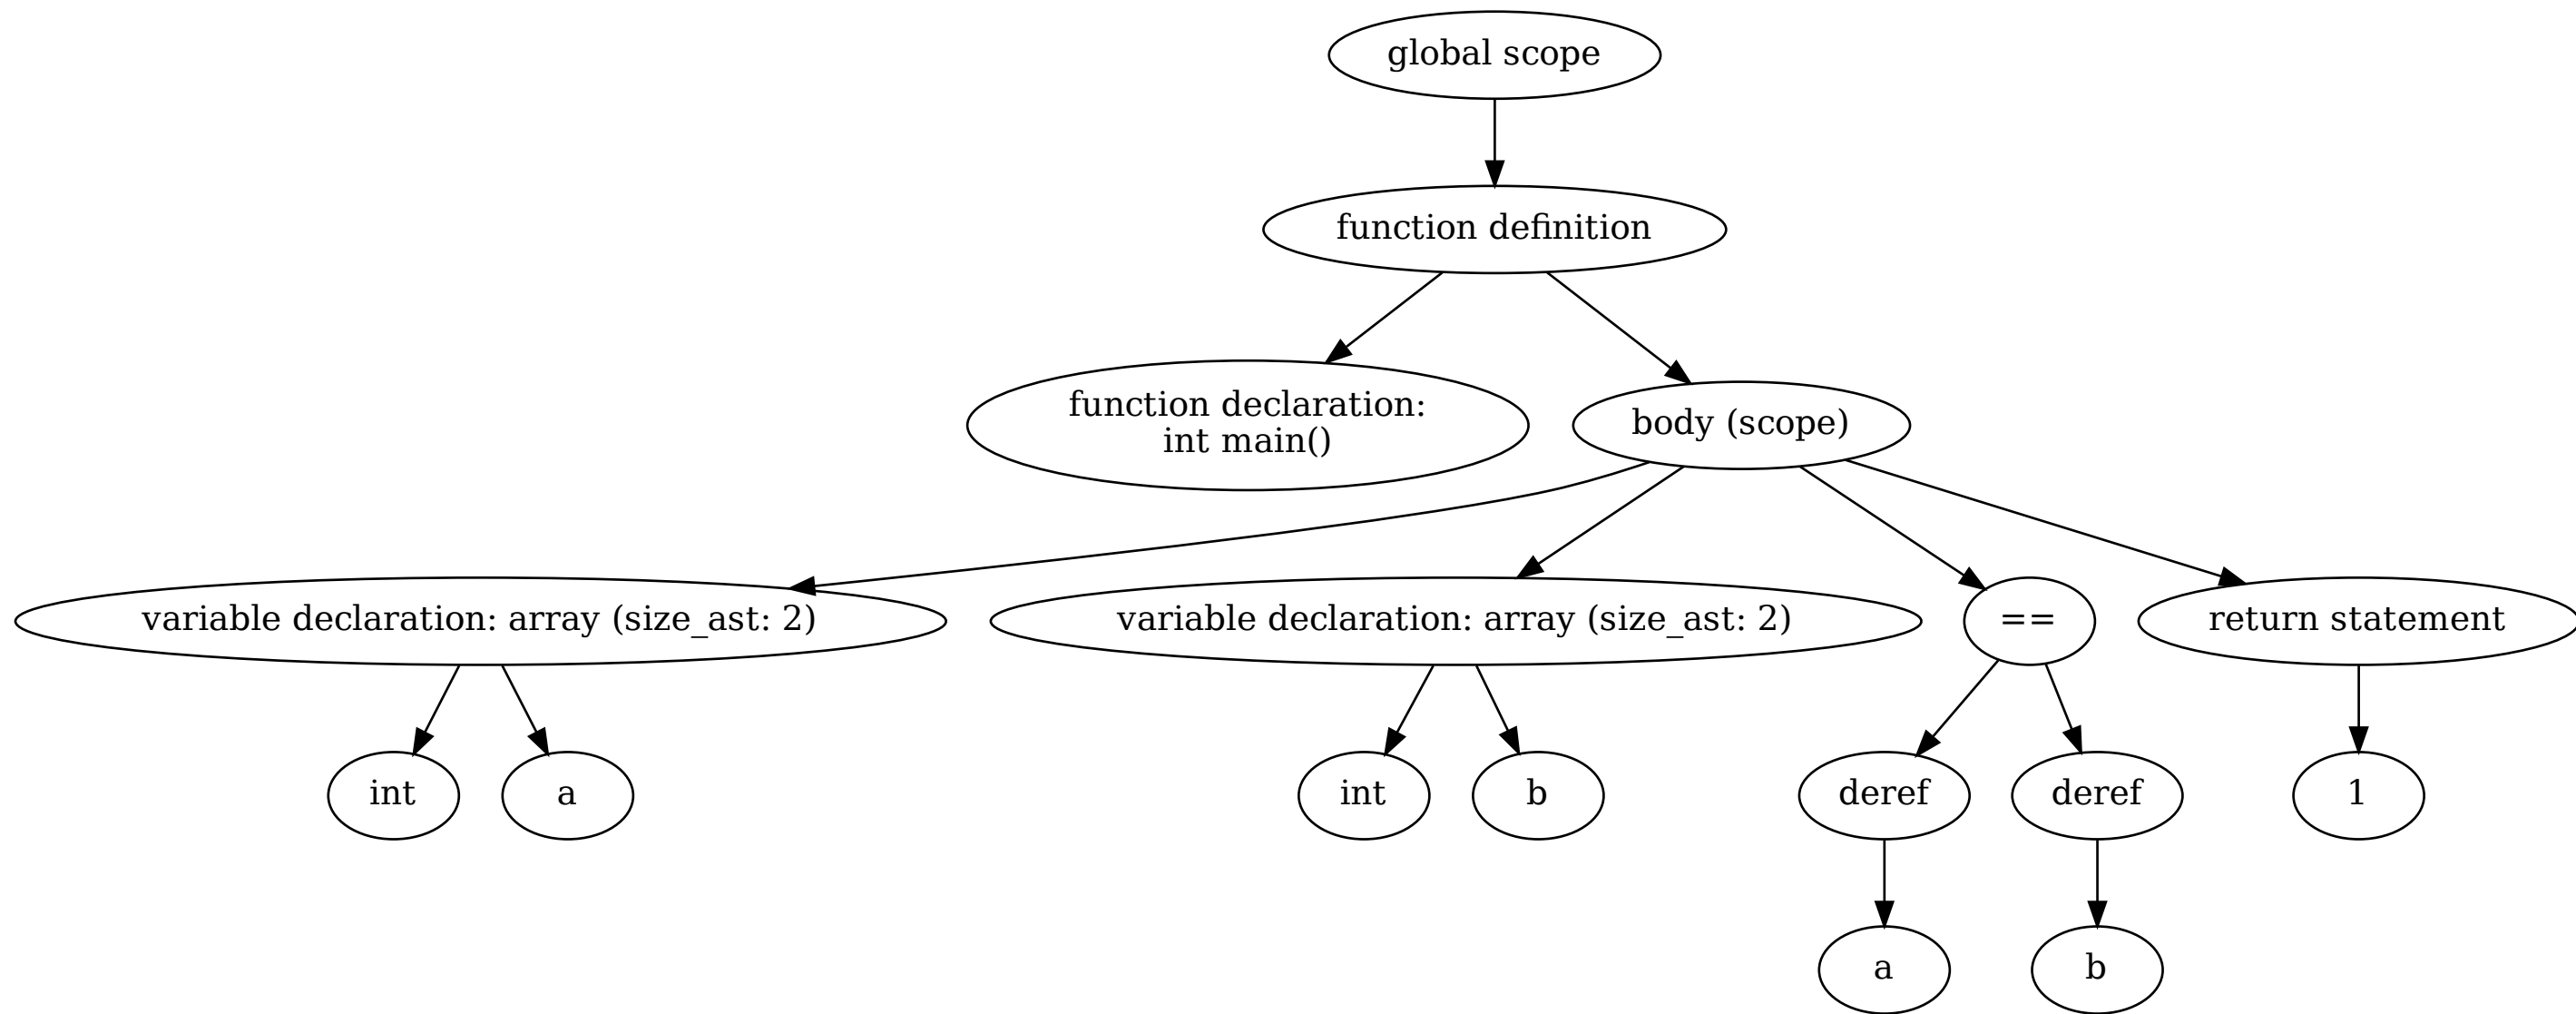 global scope
function definition
function declaration:
int main()
body (scope)
variable declaration: array (size_ast: 2)
variable declaration: array (size_ast: 2)
==
return statement
int
a
int
b
deref
deref
1
a
b